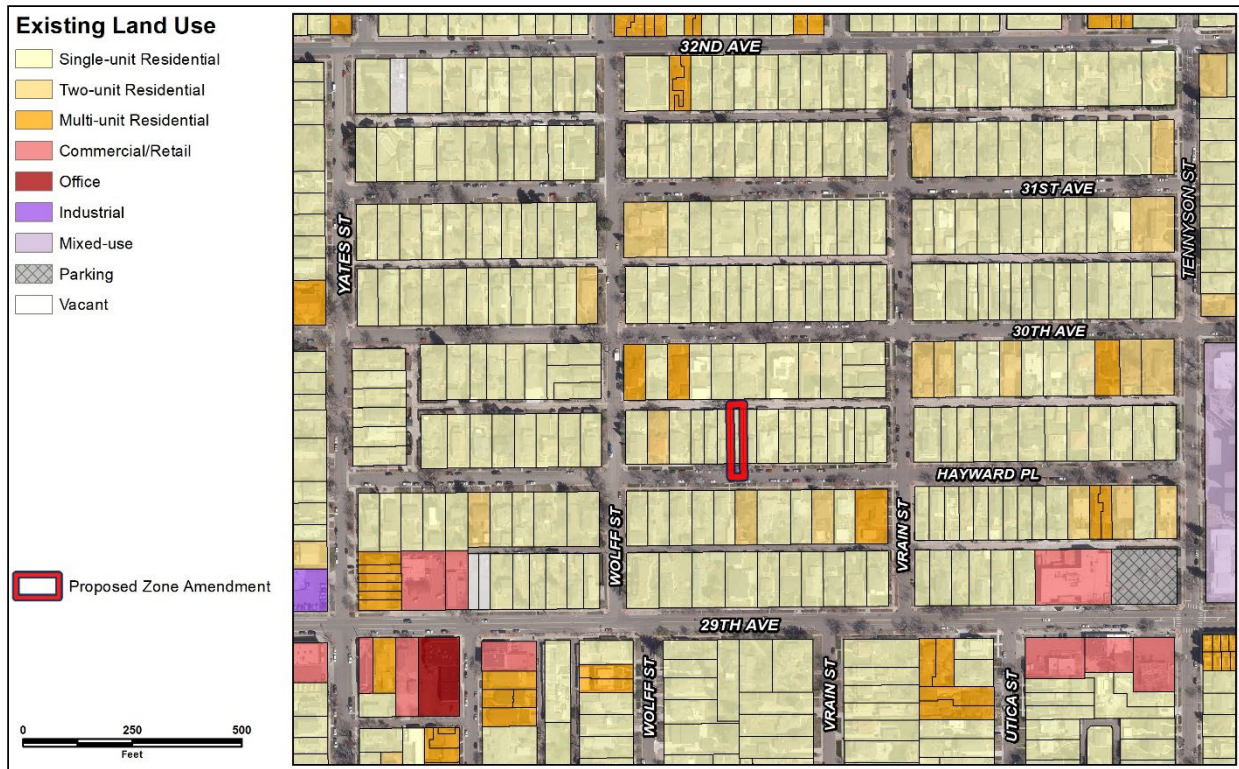 Existing Land Use
Single-unit Residential
Two-unit Residential
Multi-unit Residential
Commercial/Retail
Office
Industrial
Mixed-use
Parking
Vacant
Proposed Zone Amendment
0 250 500
Feet
32ND AVE
31ST AVE
YATES ST
TENNYSON ST
30TH AVE
HAYWARD PL
WOLFF ST
VRAIN ST
29TH AVE
WOLFF ST
VRAIN ST
UTICA ST